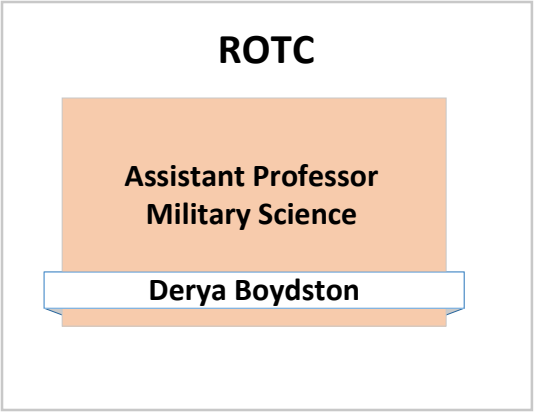 ROTC
Assistant Professor
Military Science
Derya Boydston